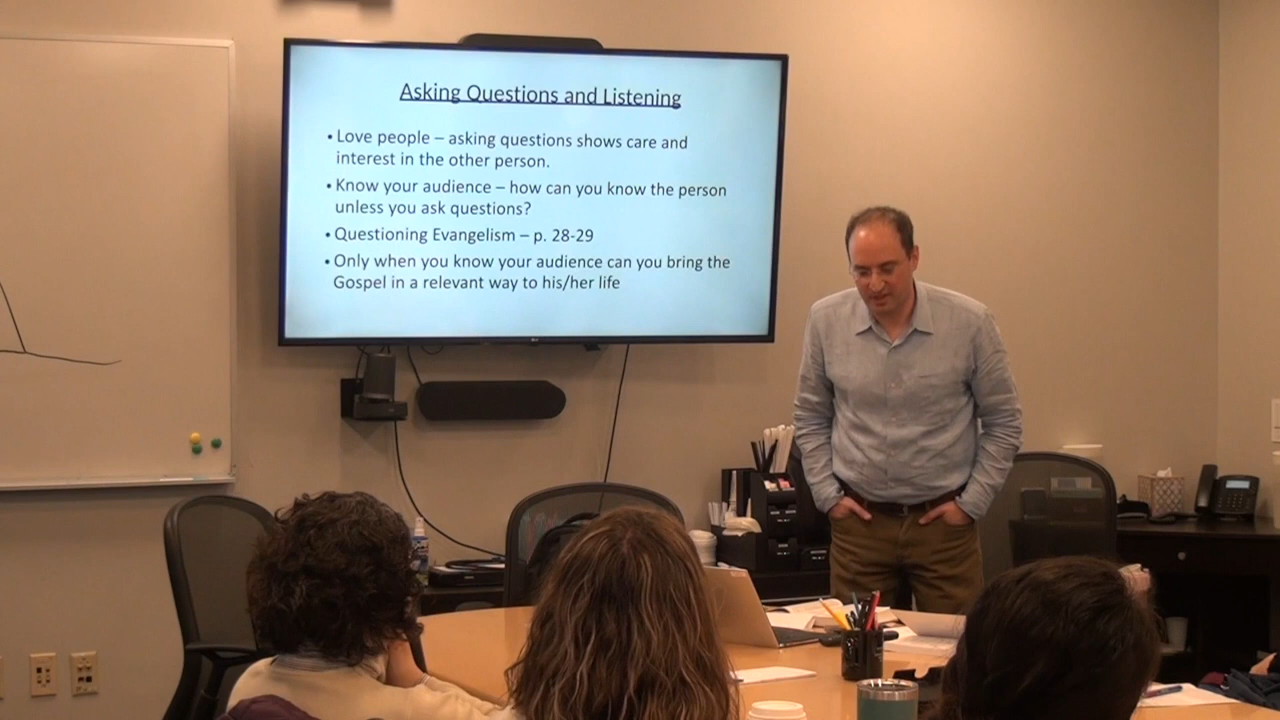 Asking Questions and Listening
• Love people – asking questions shows care and
interest in the other person.
• Know your audience – how can you know the person
unless you ask questions?
• Questioning Evangelism – p. 28-29
• Only when you know your audience can you bring the
Gospel in a relevant way to his/her life